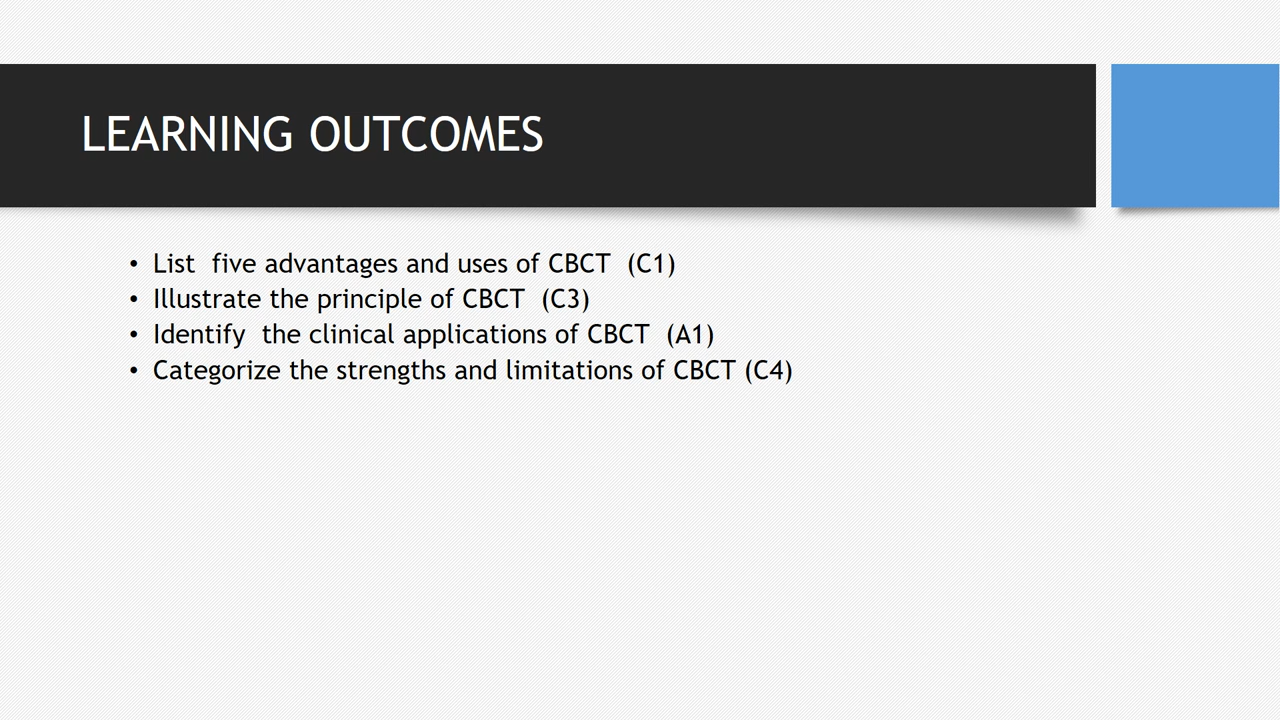 LEARNING OUTCOMES
• List  five advantages and uses of CBCT  (C1)
• Illustrate the principle of CBCT  (C3)
• Identify  the clinical applications of CBCT  (A1)
• Categorize the strengths and limitations of CBCT (C4)